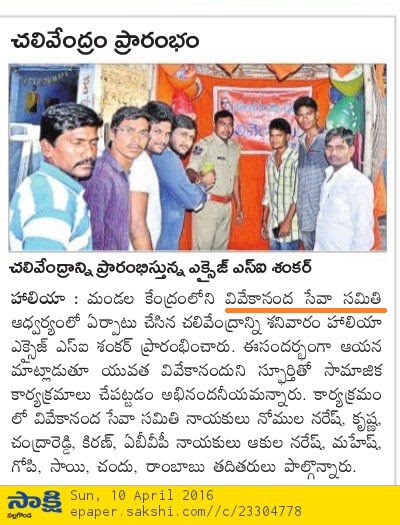 చలివేంద్రం ప్రారంభం
చలివేంద్రాన్ని ప్రారంభిస్తున్న ఎక్సైజ్ ఎస్ఐ శంకర్
హాలియా : మండల కేంద్రంలోని వివేకానంద సేవా సమితి
ఆధ్వర్యంలో ఏర్పాటు చేసిన చలివేంద్రాన్ని శనివారం హాలియా
ఎక్సైజ్ ఎస్ఐ శంకర్ ప్రారంభించారు. ఈసందర్భంగా ఆయన
మాట్లాడుతూ యువత వివేకానందుని స్ఫూర్తితో సామాజిక
కార్యక్రమాలు చేపట్టడం అభినందనీయమన్నారు. కార్యక్రమం
లో వివేకానంద సేవా సమితి నాయకులు నోముల నరేష్, కృష్ణ,
చంద్రారెడ్డి, కిరణ్, ఏబీవీపీ నాయకులు ఆకుల నరేష్, మహేష్,
గోపి, సాయి, చందు, రాంబాబు తదితరులు పాల్గొన్నారు.
సాక్షి Sun, 10 April 2016
నల్లగొండ epaper.sakshi.com//c/23304778